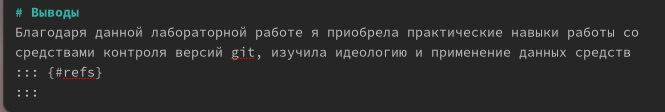 # Выводы
Благодаря данной лабораторной работе я приобрела практические навыки работы со
средствами контроля версий git, изучила идеологию и применение данных средств
::: {#refs}
:::